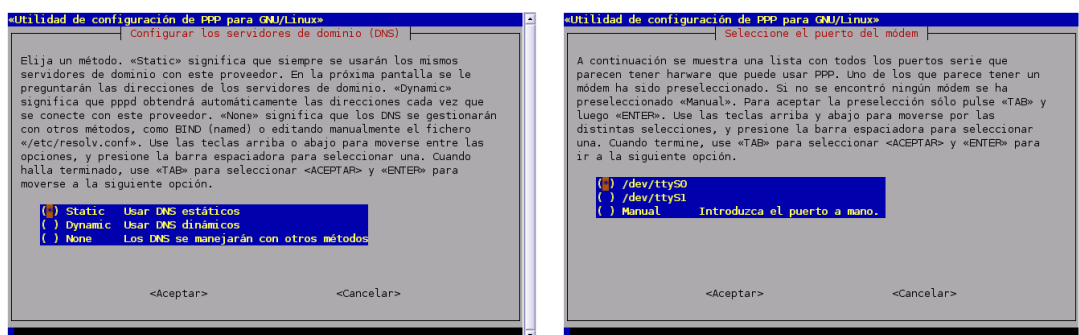 «Utilidad de configuración de PPP para GNU/Linux»
Configurar los servidores de dominio (DNS)
Elija un método. «Static» significa que siempre se usarán los mismos
servidores de dominio con este proveedor. En la próxima pantalla se le
preguntarán las direcciones de los servidores de dominio. «Dynamic»
significa que pppd obtendrá automáticamente las direcciones cada vez que
se conecte con este proveedor. «None» significa que los DNS se gestionarán
con otros métodos, como BIND (named) o editando manualmente el fichero
«/etc/resolv.conf». Use las teclas arriba o abajo para moverse entre las
opciones, y presione la barra espaciadora para seleccionar una. Cuando
halla terminado, use «TAB» para seleccionar <ACEPTAR> y «ENTER» para
moverse a la siguiente opción.
(*) Static Usar DNS estáticos
( ) Dynamic Usar DNS dinámicos
( ) None Los DNS se manejarán con otros métodos
<Aceptar> <Cancelar>
«Utilidad de configuración de PPP para GNU/Linux»
Seleccione el puerto del módem
A continuación se muestra una lista con todos los puertos serie que
parecen tener harware que puede usar PPP. Uno de los que parece tener un
módem ha sido preseleccionado. Si no se encontró ningún módem se ha
preseleccionado «Manual». Para aceptar la preselección sólo pulse «TAB» y
luego «ENTER». Use las teclas arriba y abajo para moverse por las
distintas selecciones, y presione la barra espaciadora para seleccionar
una. Cuando termine, use «TAB» para seleccionar <ACEPTAR> y «ENTER» para
ir a la siguiente opción.
(*) /dev/ttyS0
( ) /dev/ttyS1
( ) Manual Introduzca el puerto a mano.
<Aceptar> <Cancelar>